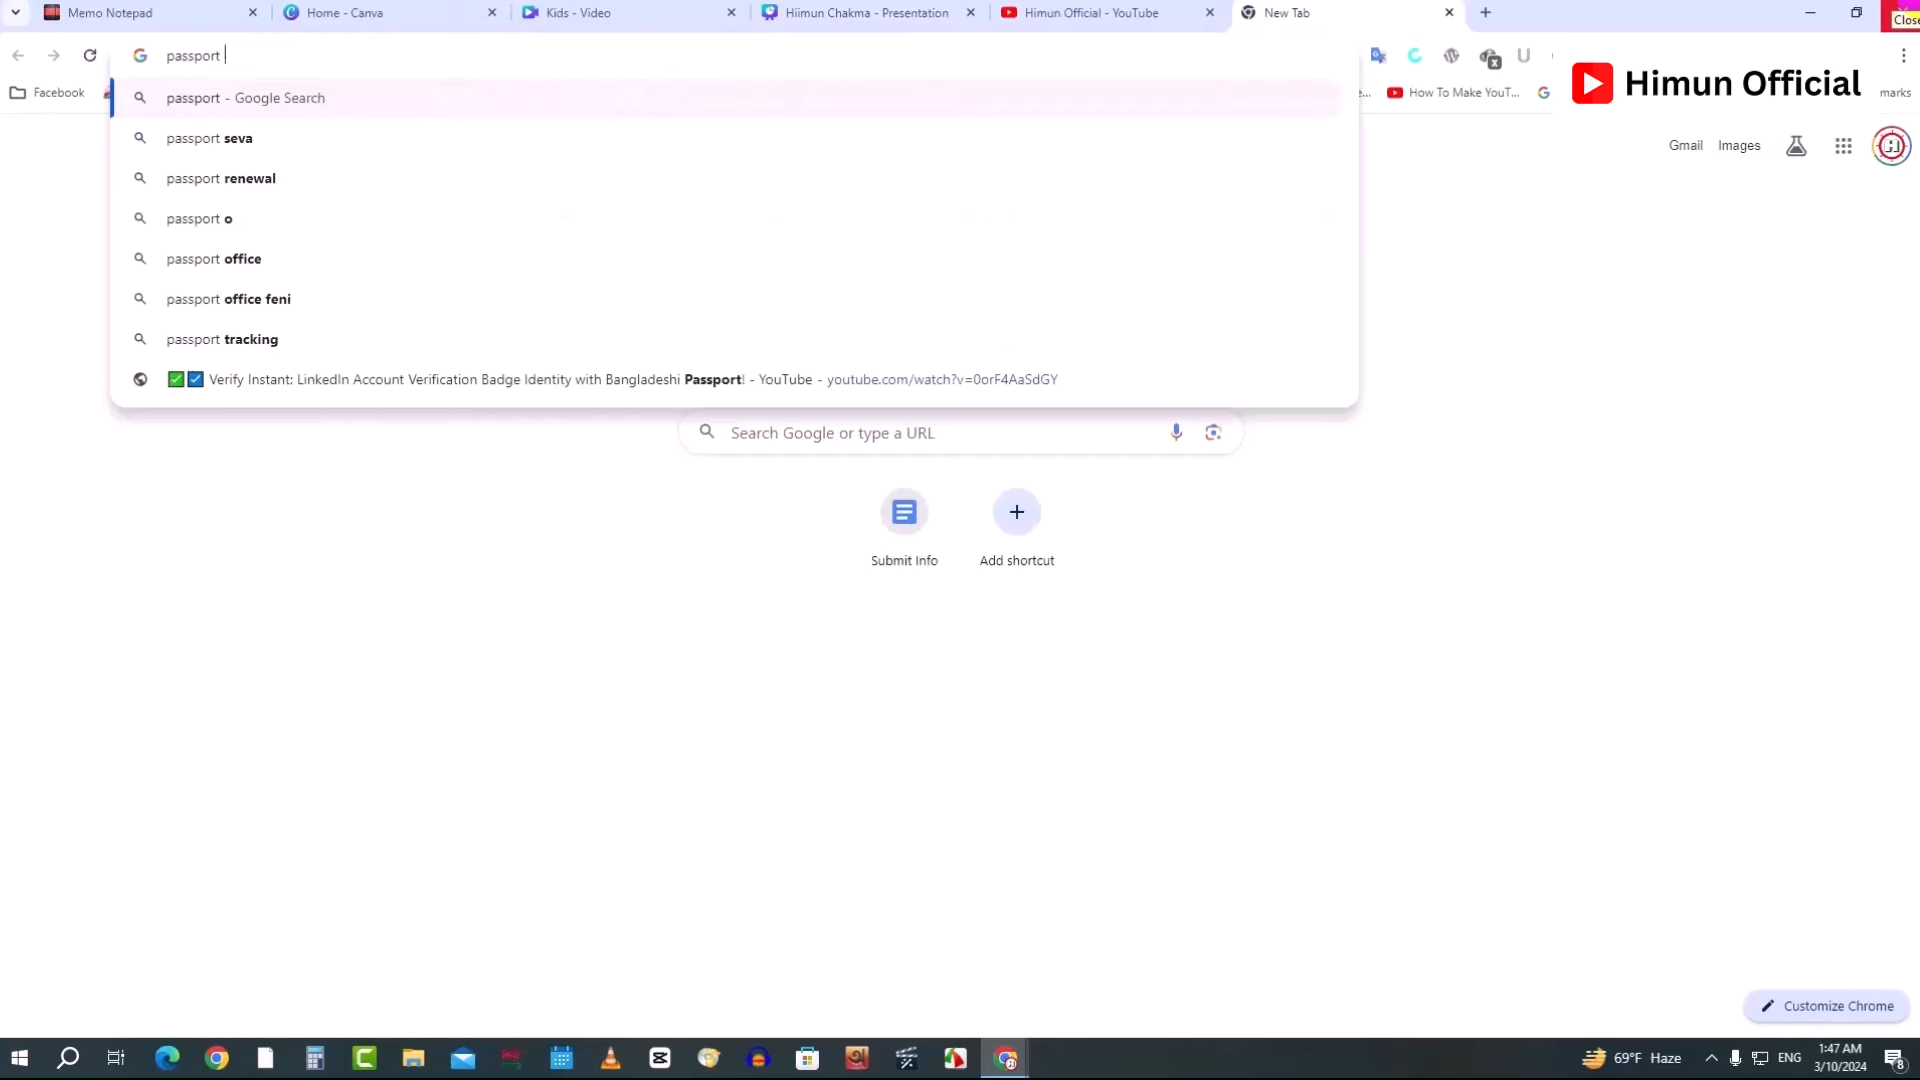 Memo Notepad
Home - Canva
Kids - Video
Hiimun Chakma - Presentation
Himun Official - YouTube
New Tab
Close
passport
Facebook
How To Make YouT...
Himun Official
marks
passport - Google Search
passport seva
passport renewal
passport o
passport office
passport office feni
passport tracking
✅☑ Verify Instant: LinkedIn Account Verification Badge Identity with Bangladeshi Passport! - YouTube - youtube.com/watch?v=0orF4AaSdGY
Gmail Images
Search Google or type a URL
Submit Info
Add shortcut
Customize Chrome
69°F Haze
ENG
1:47 AM
3/10/2024
8